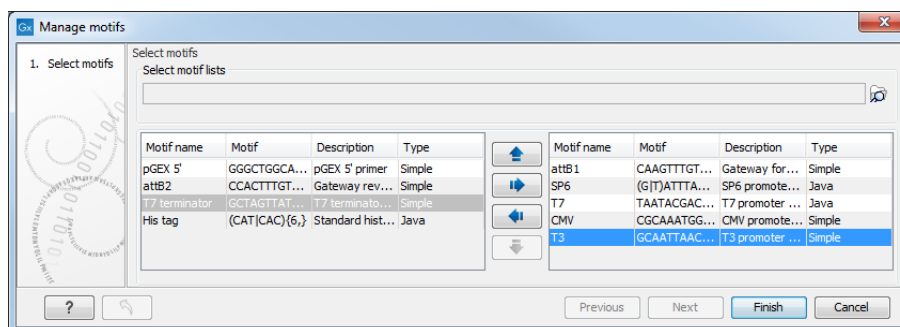 Gx Manage motifs
1. Select motifs
Select motifs
Select motif lists
Motif name Motif Description Type
pGEX 5' GGGCTGGCA... pGEX 5' primer Simple
attB2 CCACTTTGT... Gateway rev... Simple
T7 terminator GCTAGTTAT... T7 terminato... Simple
His tag (CAT|CAC){6,} Standard hist... Java
Motif name Motif Description Type
attB1 CAAGTTTGT... Gateway for... Simple
SP6 (G|T)ATTTA... SP6 promote... Java
T7 TAATACGAC... T7 promoter ... Java
CMV CGCAAATGG... CMV promote... Simple
T3 GCAATTAAC... T3 promoter ... Simple
? Previous Next Finish Cancel